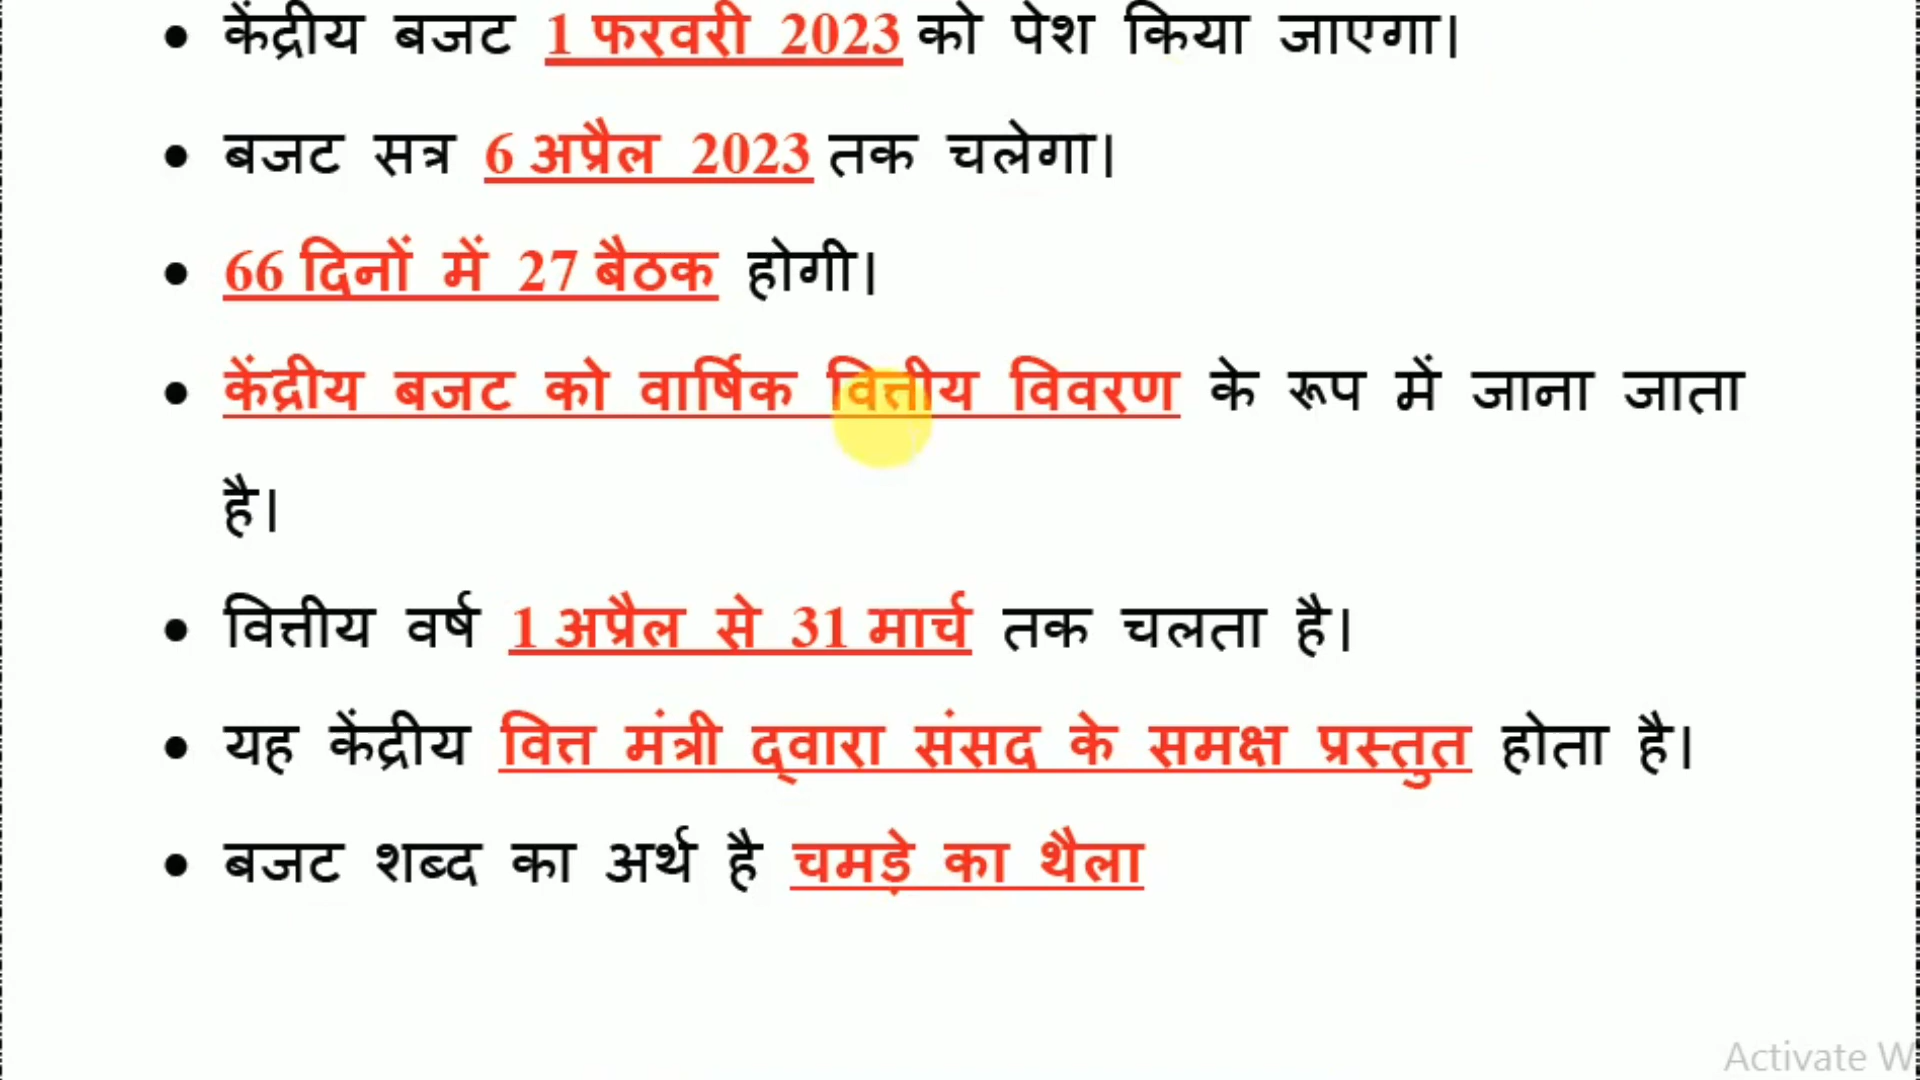 • केंद्रीय बजट 1 फरवरी 2023 को पेश किया जाएगा।
• बजट सत्र 6 अप्रैल 2023 तक चलेगा।
• 66 दिनों में 27 बैठक होगी।
• केंद्रीय बजट को वार्षिक वित्तीय विवरण के रूप में जाना जाता
है।
• वित्तीय वर्ष 1 अप्रैल से 31 मार्च तक चलता है।
• यह केंद्रीय वित्त मंत्री द्वारा संसद के समक्ष प्रस्तुत होता है।
• बजट शब्द का अर्थ है चमड़े का थैला
Activate W